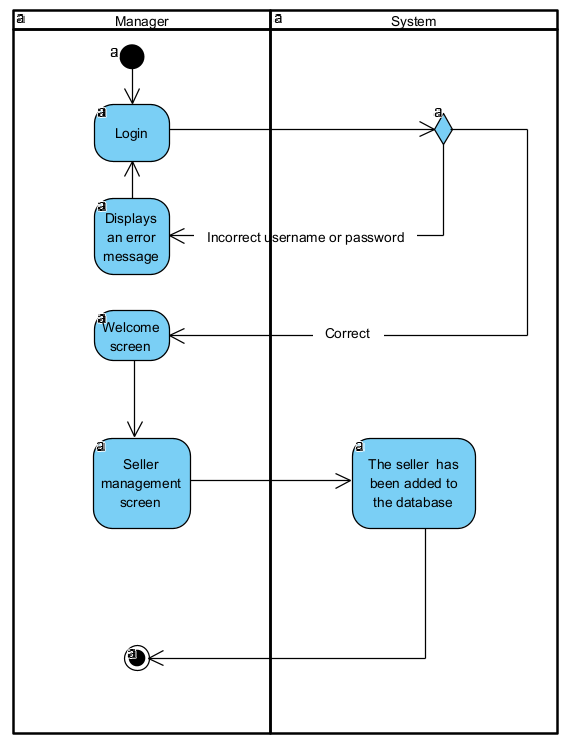 a Manager
a System
a
a
Login
a
a
Displays
an error
message
Incorrect username or password
a
Welcome
screen
Correct
a
Seller
management
screen
a
The seller has
been added to
the database
a